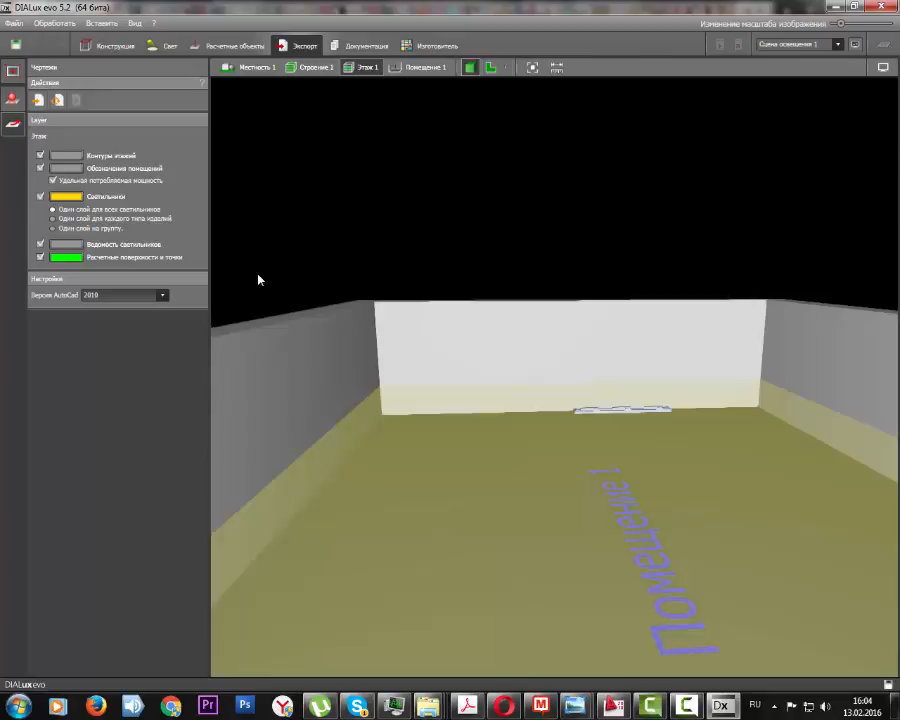 DIALux evo 5.2 (64 бита)
Файл Обработать Вставить Вид ? Изменение масштаба изображения
Конструкция Свет Расчетные объекты Экспорт Документация Изготовитель Сцена освещения 1
Чертежи Местность 1 Строение 1 Этаж 1 Помещение 1
Действия ?
Layer
Этаж
Контуры этажей
Обозначения помещений
Удельная потребляемая мощность
Светильники
Один слой для всех светильников
Один слой для каждого типа изделий
Один слой на группу.
Ведомость светильников
Расчетные поверхности и точки
Настройки
Версия AutoCad 2010
Помещение 1
DIALux evo
Pr Ps Dx RU 16:04
13.02.2016